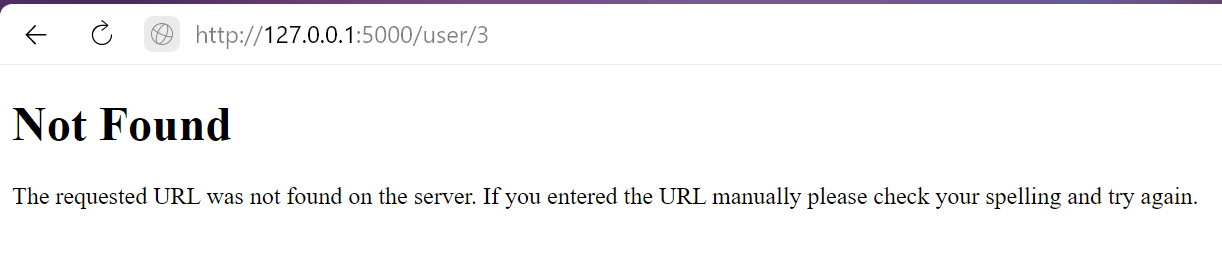 http://127.0.0.1:5000/user/3
Not Found
The requested URL was not found on the server. If you entered the URL manually please check your spelling and try again.